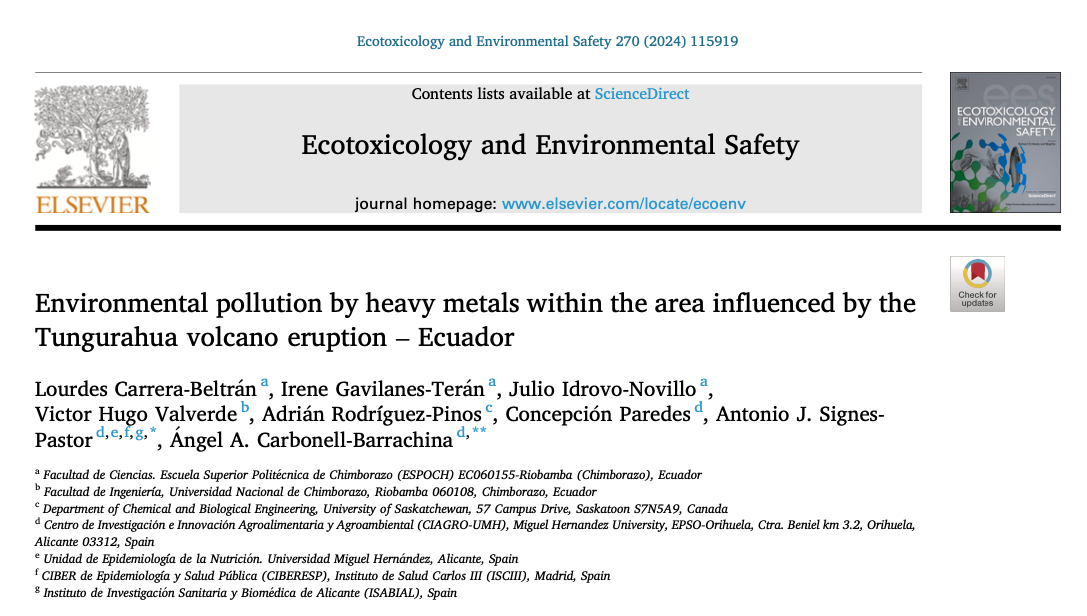 Ecotoxicology and Environmental Safety 270 (2024) 115919
Contents lists available at ScienceDirect
Ecotoxicology and Environmental Safety
journal homepage: www.elsevier.com/locate/ecoenv
ELSEVIER
ees
ECOTOXICOLOGY
ENVIRONMENTAL
SAFETY
ScienceDirect
Check for
updates
Environmental pollution by heavy metals within the area influenced by the
Tungurahua volcano eruption – Ecuador
Lourdes Carrera-Beltrán a, Irene Gavilanes-Terán a, Julio Idrovo-Novillo a,
Victor Hugo Valverde b, Adrián Rodríguez-Pinos c, Concepción Paredes d, Antonio J. Signes-
Pastor d,e,f,g,*, Ángel A. Carbonell-Barrachina d,**
a Facultad de Ciencias. Escuela Superior Politécnica de Chimborazo (ESPOCH) EC060155-Riobamba (Chimborazo), Ecuador
b Facultad de Ingeniería, Universidad Nacional de Chimborazo, Riobamba 060108, Chimborazo, Ecuador
c Department of Chemical and Biological Engineering, University of Saskatchewan, 57 Campus Drive, Saskatoon S7N5A9, Canada
d Centro de Investigación e Innovación Agroalimentaria y Agroambiental (CIAGRO-UMH), Miguel Hernandez University, EPSO-Orihuela, Ctra. Beniel km 3.2, Orihuela,
Alicante 03312, Spain
e Unidad de Epidemiología de la Nutrición. Universidad Miguel Hernández, Alicante, Spain
f CIBER de Epidemiología y Salud Pública (CIBERESP), Instituto de Salud Carlos III (ISCIII), Madrid, Spain
g Instituto de Investigación Sanitaria y Biomédica de Alicante (ISABIAL), Spain